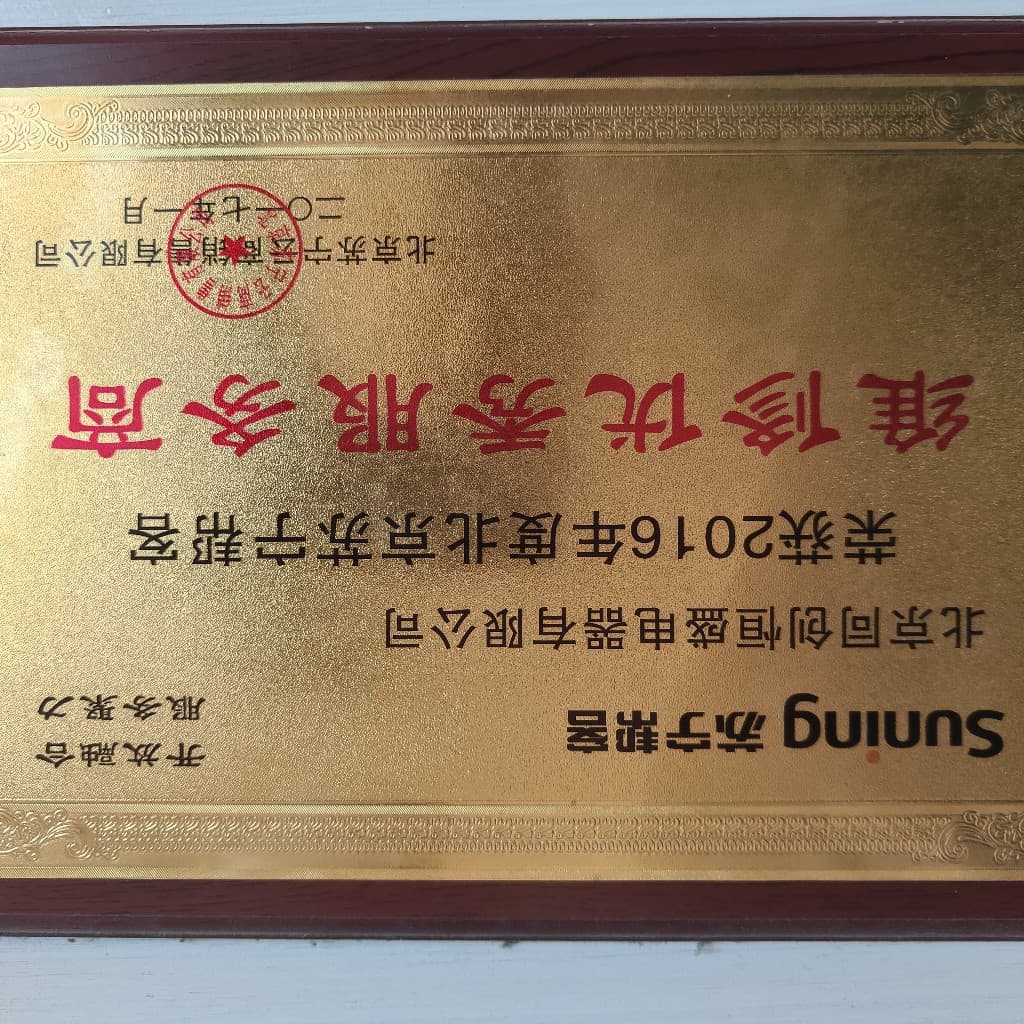 Suning 苏宁帮客
开放融合
服务聚力
北京同创恒盛电器有限公司
荣获2016年度北京苏宁帮客
维修优秀服务商
北京苏宁云商销售有限公司
二〇一七年一月